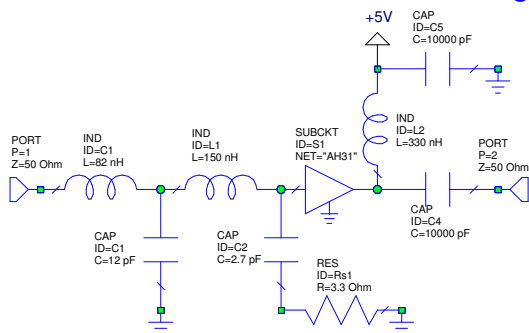 +5V
CAP
ID=C5
C=10000 pF
IND
ID=L2
L=330 nH
SUBCKT
ID=S1
NET="AH31"
PORT
P=1
Z=50 Ohm
IND
ID=C1
L=82 nH
IND
ID=L1
L=150 nH
PORT
P=2
Z=50 Ohm
CAP
ID=C4
C=10000 pF
CAP
ID=C1
C=12 pF
CAP
ID=C2
C=2.7 pF
RES
ID=Rs1
R=3.3 Ohm